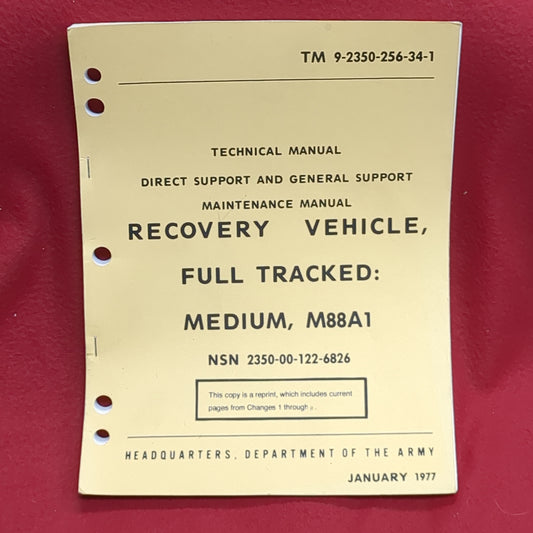 TM 9-2350-256-34-1
TECHNICAL MANUAL
DIRECT SUPPORT AND GENERAL SUPPORT
MAINTENANCE MANUAL
RECOVERY VEHICLE,
FULL TRACKED:
MEDIUM, M88A1
NSN 2350-00-122-6826
This copy is a reprint, which includes current
pages from Changes 1 through
HEADQUARTERS, DEPARTMENT OF THE ARMY
JANUARY 1977